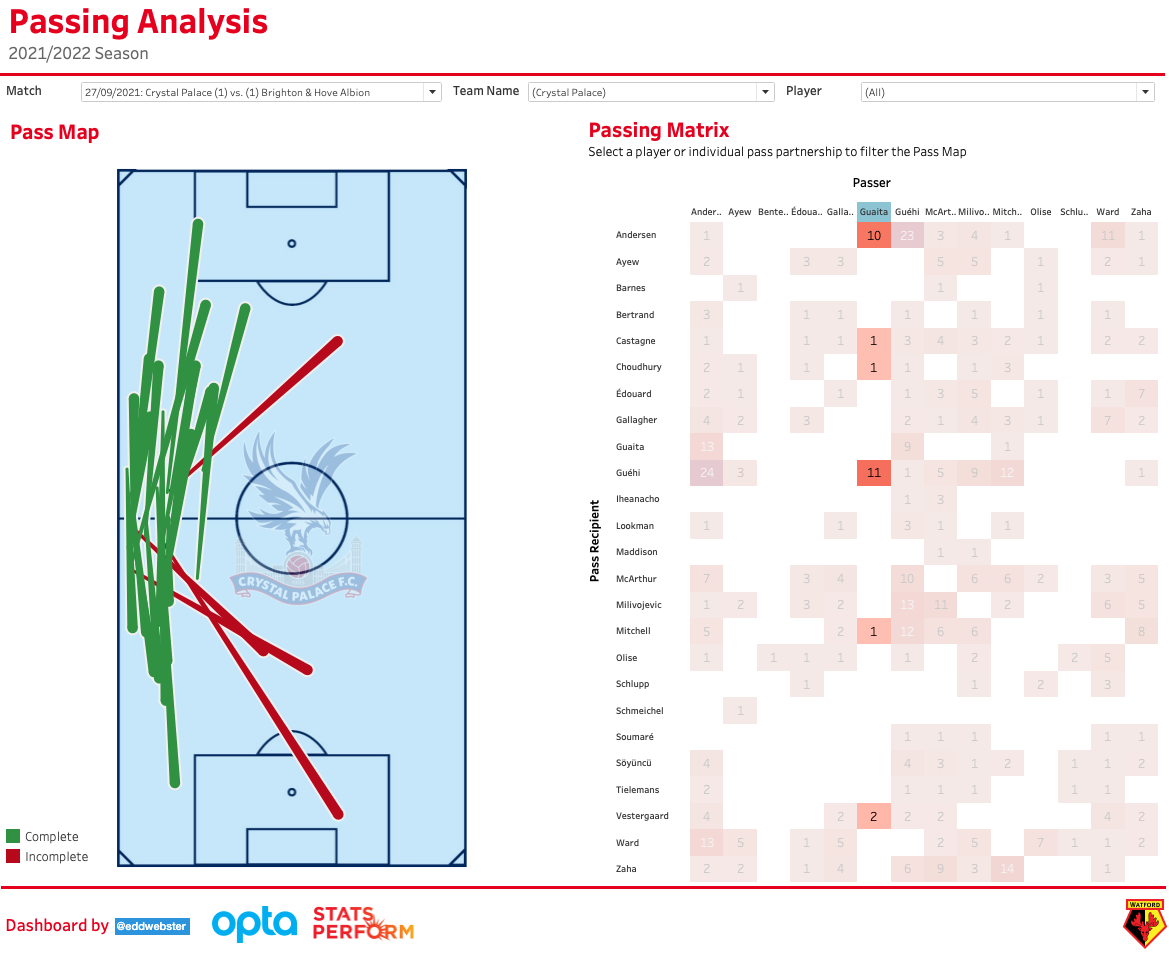 Passing Analysis
2021/2022 Season
Match 27/09/2021: Crystal Palace (1) vs. (1) Brighton & Hove Albion Team Name (Crystal Palace) Player (All)
Pass Map
Passing Matrix
Select a player or individual pass partnership to filter the Pass Map
Passer
Ander.. Ayew Bente.. Édoua.. Galla.. Guaita Guéhi McArt.. Milivo.. Mitch.. Olise Schlu.. Ward Zaha
Pass Recipient
Andersen 1 10 23 3 4 1 11 1
Ayew 2 3 3 5 5 1 2 1
Barnes 1 1 1
Bertrand 3 1 1 1 1 1 1
Castagne 1 1 1 1 3 4 3 2 1 2 2
Choudhury 2 1 1 1 1 1 3
Édouard 2 1 1 1 3 5 1 1 7
Gallagher 4 2 3 2 1 4 3 1 7 2
Guaita 13 9 1
Guéhi 24 3 11 1 5 9 12 1
Iheanacho 1 3
Lookman 1 1 3 1 1
Maddison 1 1
McArthur 7 3 4 10 6 6 2 3 5
Milivojevic 1 2 3 2 13 11 2 6 5
Mitchell 5 2 1 12 6 6 8
Olise 1 1 1 1 1 2 2 5
Schlupp 1 1 2 3
Schmeichel 1
Soumaré 1 1 1 1 1
Söyüncü 4 4 3 1 2 1 1 2
Tielemans 2 1 1 1 1 1
Vestergaard 4 2 2 2 2 4 2
Ward 13 5 1 5 2 5 7 1 1 2
Zaha 2 2 1 4 6 9 3 14 1
CRYSTAL PALACE F.C.
Complete
Incomplete
Dashboard by @eddwebster
opta
STATS
PERFORM
WATFORD